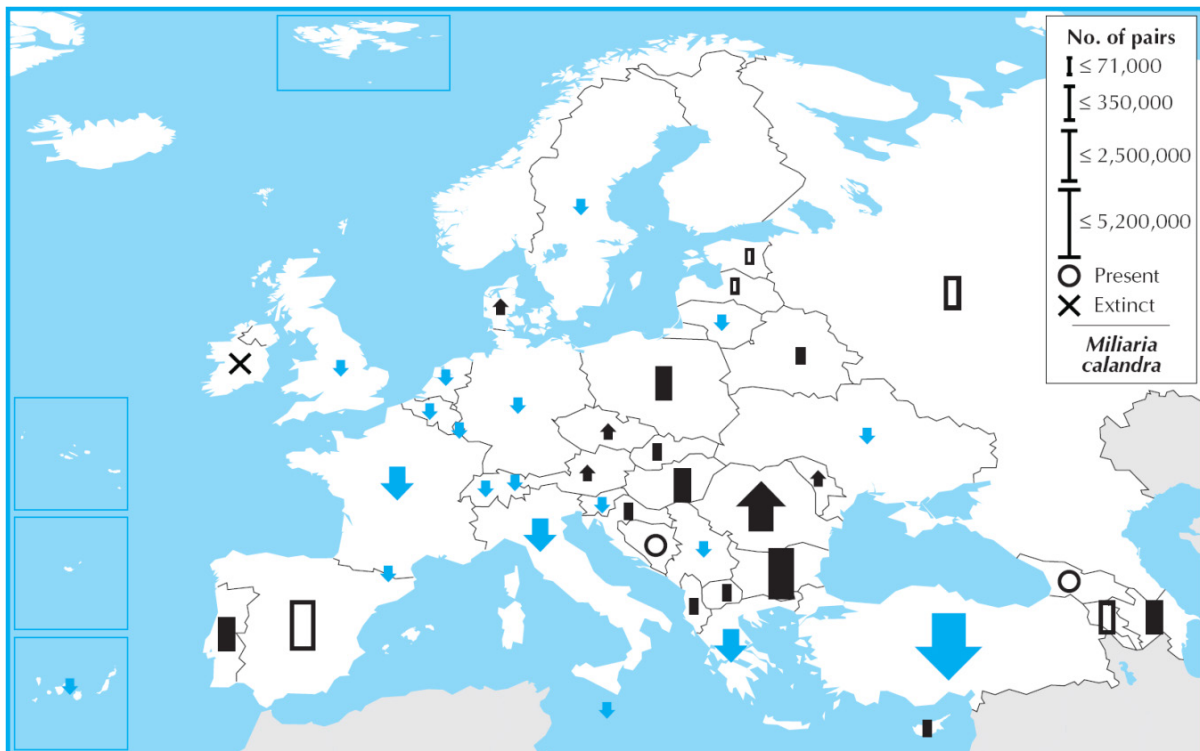 No. of pairs
≤ 71,000
≤ 350,000
≤ 2,500,000
≤ 5,200,000
Present
Extinct
Miliaria
calandra